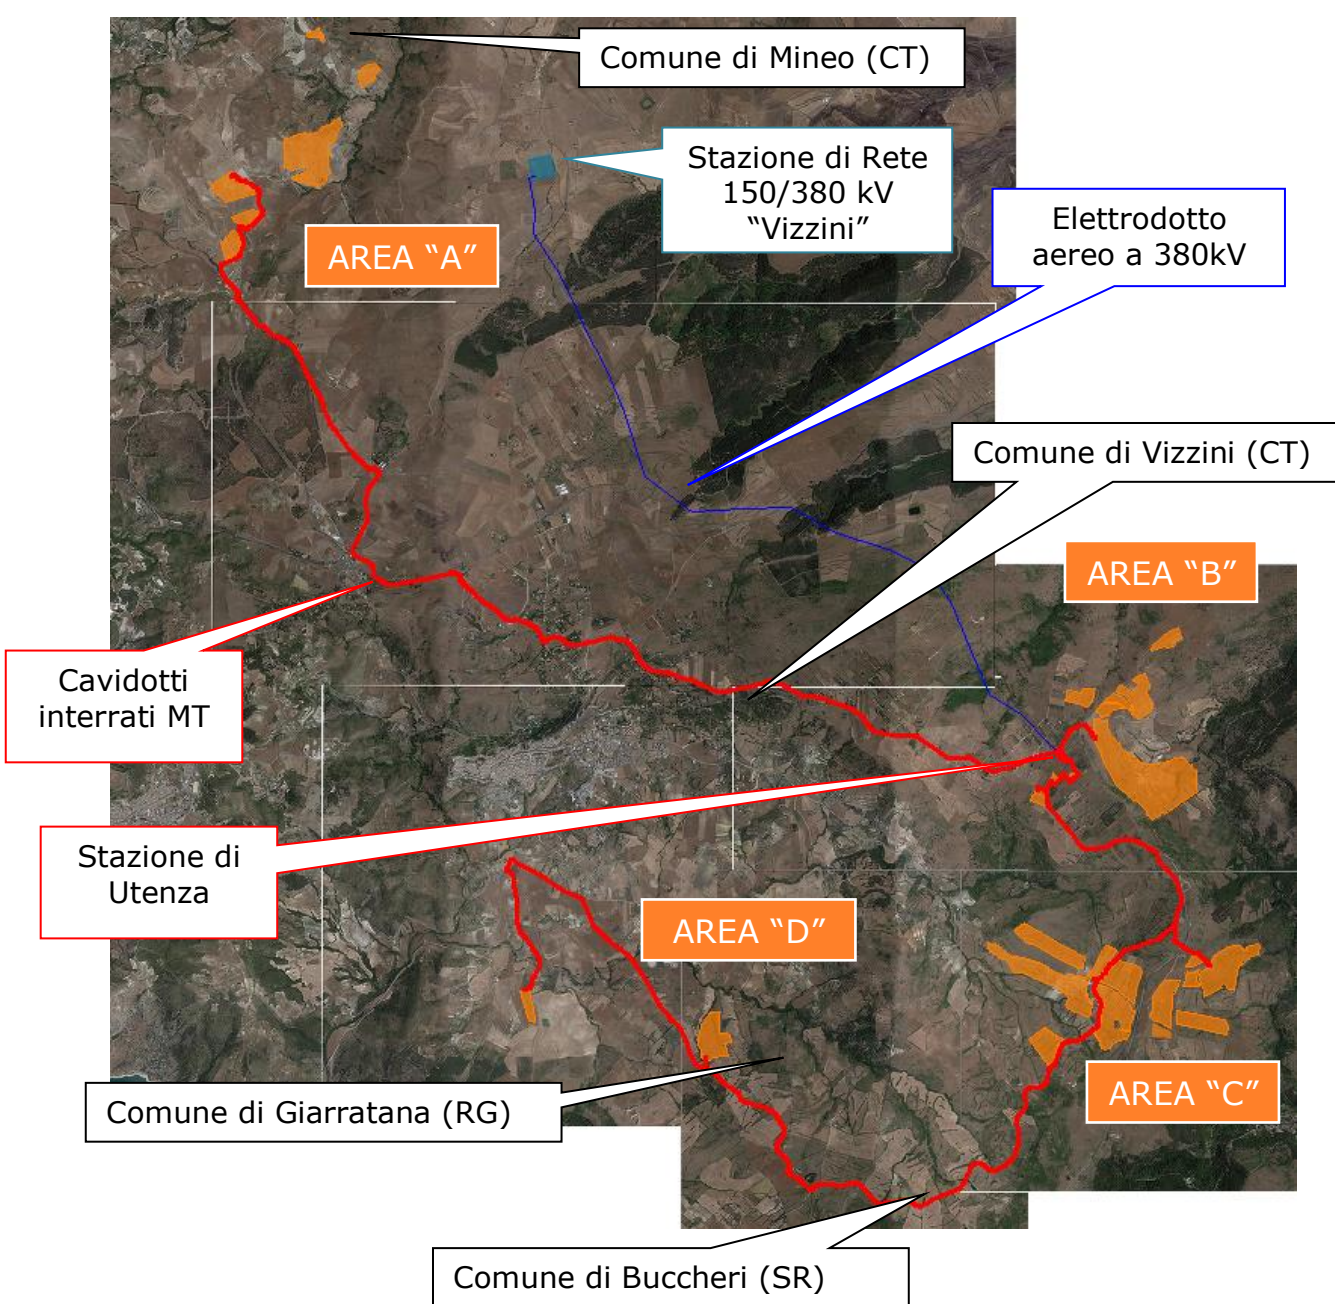 Comune di Mineo (CT)
Stazione di Rete
150/380 kV
“Vizzini”
Elettrodotto
aereo a 380kV
AREA “A”
Comune di Vizzini (CT)
AREA “B”
Cavidotti
interrati MT
Stazione di
Utenza
AREA “D”
AREA “C”
Comune di Giarratana (RG)
Comune di Buccheri (SR)